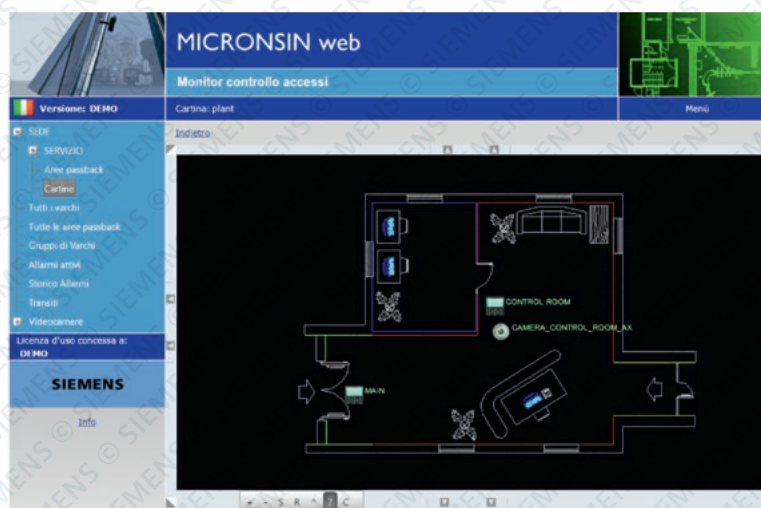 MICRONSIN web
Monitor controllo accessi
Versione: DEMO
Cartina: plant
Menù
Indietro
SEDE
SERVIZIO
Aree passback
Cartine
Tutti i varchi
Tutte le aree passback
Gruppi di Varchi
Allarmi attivi
Storico Allarmi
Transiti
Videocamere
Licenza d'uso concessa a:
DEMO
SIEMENS
Info
CONTROL ROOM
CAMERA_CONTROL_ROOM_AX
MAIN
+ - S R ^ ? C
© SIEMENS